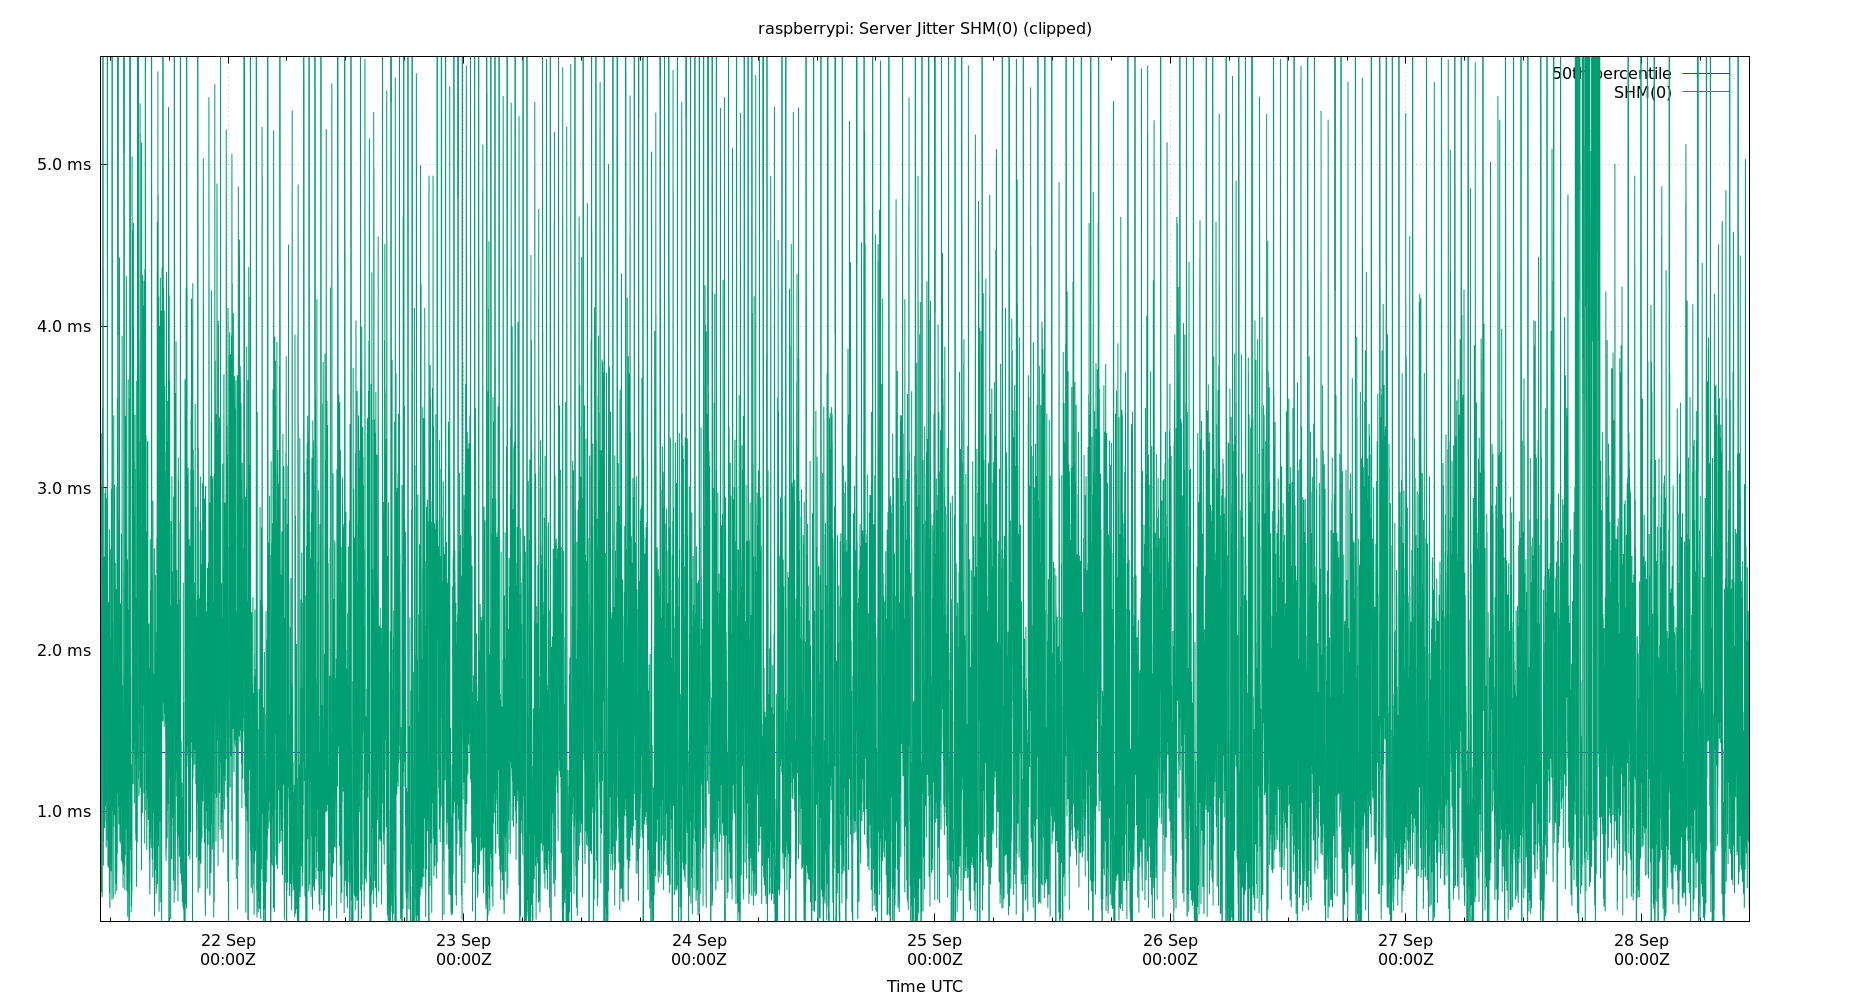 raspberrypi: Server Jitter SHM(0) (clipped)
50th percentile
SHM(0)
5.0 ms
4.0 ms
3.0 ms
2.0 ms
1.0 ms
22 Sep 23 Sep 24 Sep 25 Sep 26 Sep 27 Sep 28 Sep
00:00Z 00:00Z 00:00Z 00:00Z 00:00Z 00:00Z 00:00Z
Time UTC